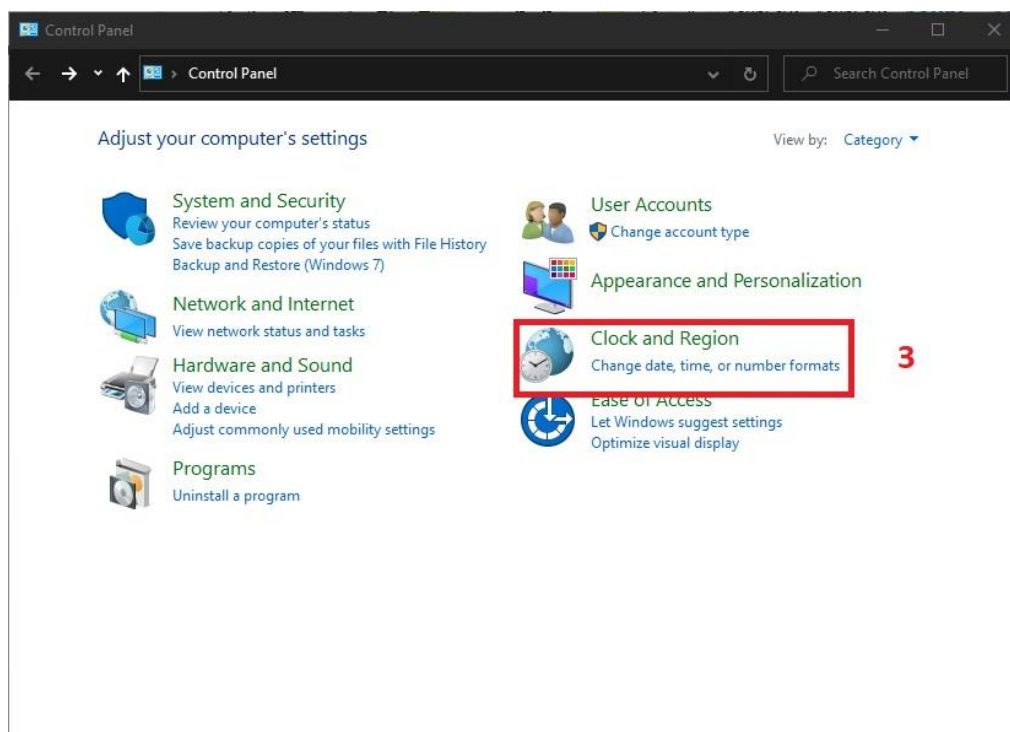 Control Panel
Control Panel
Search Control Panel
Adjust your computer's settings
View by: Category
System and Security
Review your computer's status
Save backup copies of your files with File History
Backup and Restore (Windows 7)
Network and Internet
View network status and tasks
Hardware and Sound
View devices and printers
Add a device
Adjust commonly used mobility settings
Programs
Uninstall a program
User Accounts
Change account type
Appearance and Personalization
Clock and Region
Change date, time, or number formats
3
Ease of Access
Let Windows suggest settings
Optimize visual display